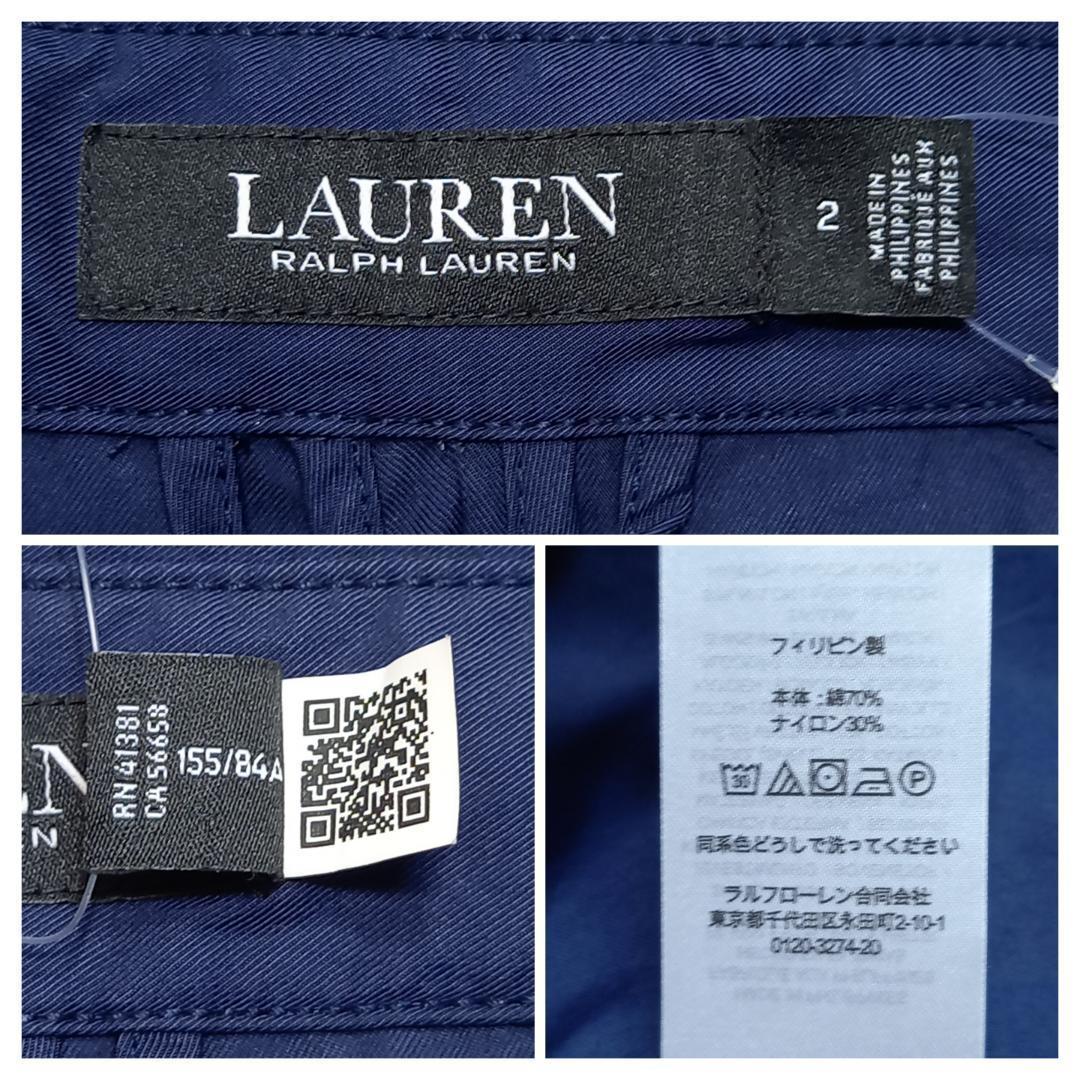 LAUREN
RALPH LAUREN
2
MADE IN
PHILIPPINES
FABRIQUÉ AUX
PHILIPPINES
RN 41381
CA 56658
155/84A
フィリピン製
本体:綿70%
ナイロン30%
30
P
同系色どうしで洗ってください
ラルフローレン合同会社
東京都千代田区永田町2-10-1
0120-3274-20